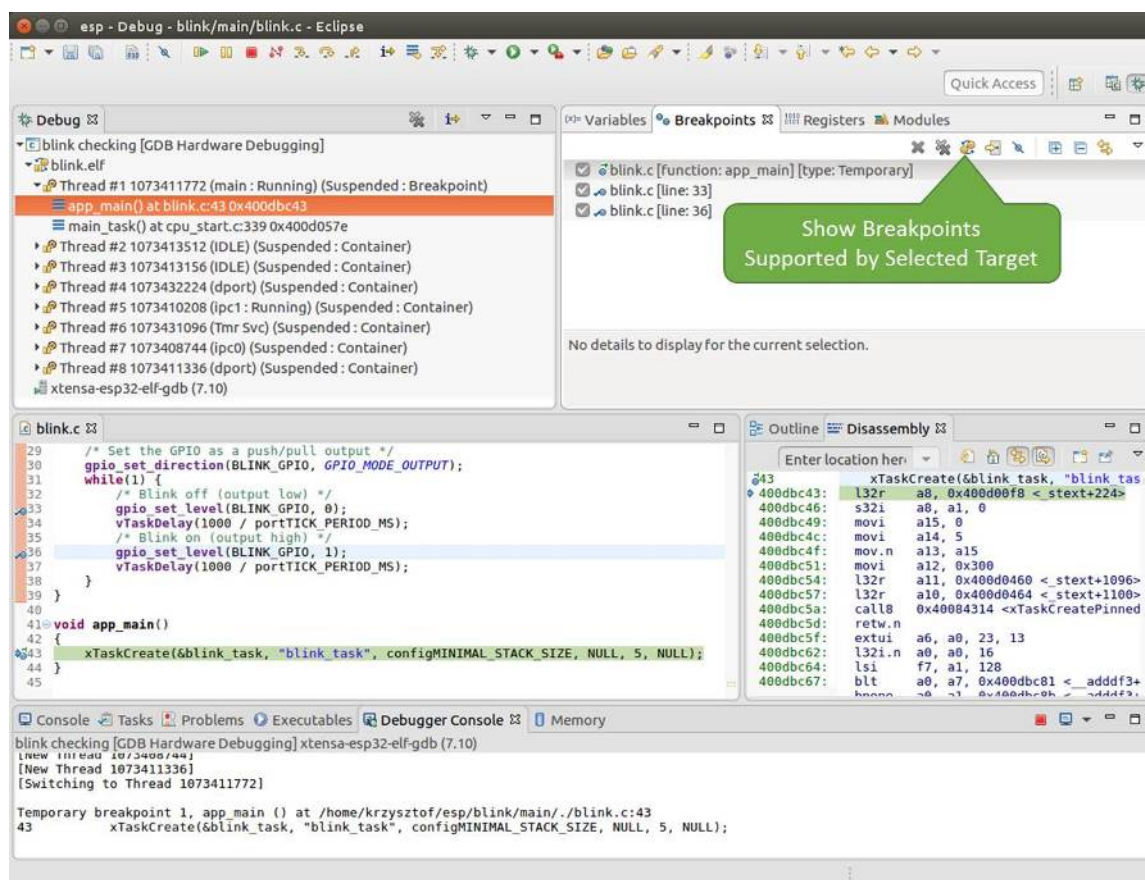 esp - Debug - blink/main/blink.c - Eclipse
Quick Access
Debug
blink checking [GDB Hardware Debugging]
blink.elf
Thread #1 1073411772 (main : Running) (Suspended : Breakpoint)
app_main() at blink.c:43 0x400dbc43
main_task() at cpu_start.c:339 0x400d057e
Thread #2 1073413512 (IDLE) (Suspended : Container)
Thread #3 1073413156 (IDLE) (Suspended : Container)
Thread #4 1073432224 (dport) (Suspended : Container)
Thread #5 1073410208 (ipc1 : Running) (Suspended : Container)
Thread #6 1073431096 (Tmr Svc) (Suspended : Container)
Thread #7 1073408744 (ipc0) (Suspended : Container)
Thread #8 1073411336 (dport) (Suspended : Container)
xtensa-esp32-elf-gdb (7.10)
(x)= Variables Breakpoints Registers Modules
blink.c [function: app_main] [type: Temporary]
blink.c [line: 33]
blink.c [line: 36]
Show Breakpoints
Supported by Selected Target
No details to display for the current selection.
blink.c
29 /* Set the GPIO as a push/pull output */
30 gpio_set_direction(BLINK_GPIO, GPIO_MODE_OUTPUT);
31 while(1) {
32 /* Blink off (output low) */
33 gpio_set_level(BLINK_GPIO, 0);
34 vTaskDelay(1000 / portTICK_PERIOD_MS);
35 /* Blink on (output high) */
36 gpio_set_level(BLINK_GPIO, 1);
37 vTaskDelay(1000 / portTICK_PERIOD_MS);
38 }
39 }
40
41 void app_main()
42 {
43 xTaskCreate(&blink_task, "blink_task", configMINIMAL_STACK_SIZE, NULL, 5, NULL);
44 }
45
Outline Disassembly
Enter location her
43 xTaskCreate(&blink_task, "blink_tas
400dbc43: l32r a8, 0x400d00f8 <_stext+224>
400dbc46: s32i a8, a1, 0
400dbc49: movi a15, 0
400dbc4c: movi a14, 5
400dbc4f: mov.n a13, a15
400dbc51: movi a12, 0x300
400dbc54: l32r a11, 0x400d0460 <_stext+1096>
400dbc57: l32r a10, 0x400d0464 <_stext+1100>
400dbc5a: call8 0x40084314 <xTaskCreatePinned
400dbc5d: retw.n
400dbc5f: extui a6, a0, 23, 13
400dbc62: l32i.n a0, a0, 16
400dbc64: lsi f7, a1, 128
400dbc67: blt a0, a7, 0x400dbc81 <__adddf3+
Console Tasks Problems Executables Debugger Console Memory
blink checking [GDB Hardware Debugging] xtensa-esp32-elf-gdb (7.10)
[New Thread 1073408744]
[New Thread 1073411336]
[Switching to Thread 1073411772]
Temporary breakpoint 1, app_main () at /home/krzysztof/esp/blink/main/./blink.c:43
43 xTaskCreate(&blink_task, "blink_task", configMINIMAL_STACK_SIZE, NULL, 5, NULL);